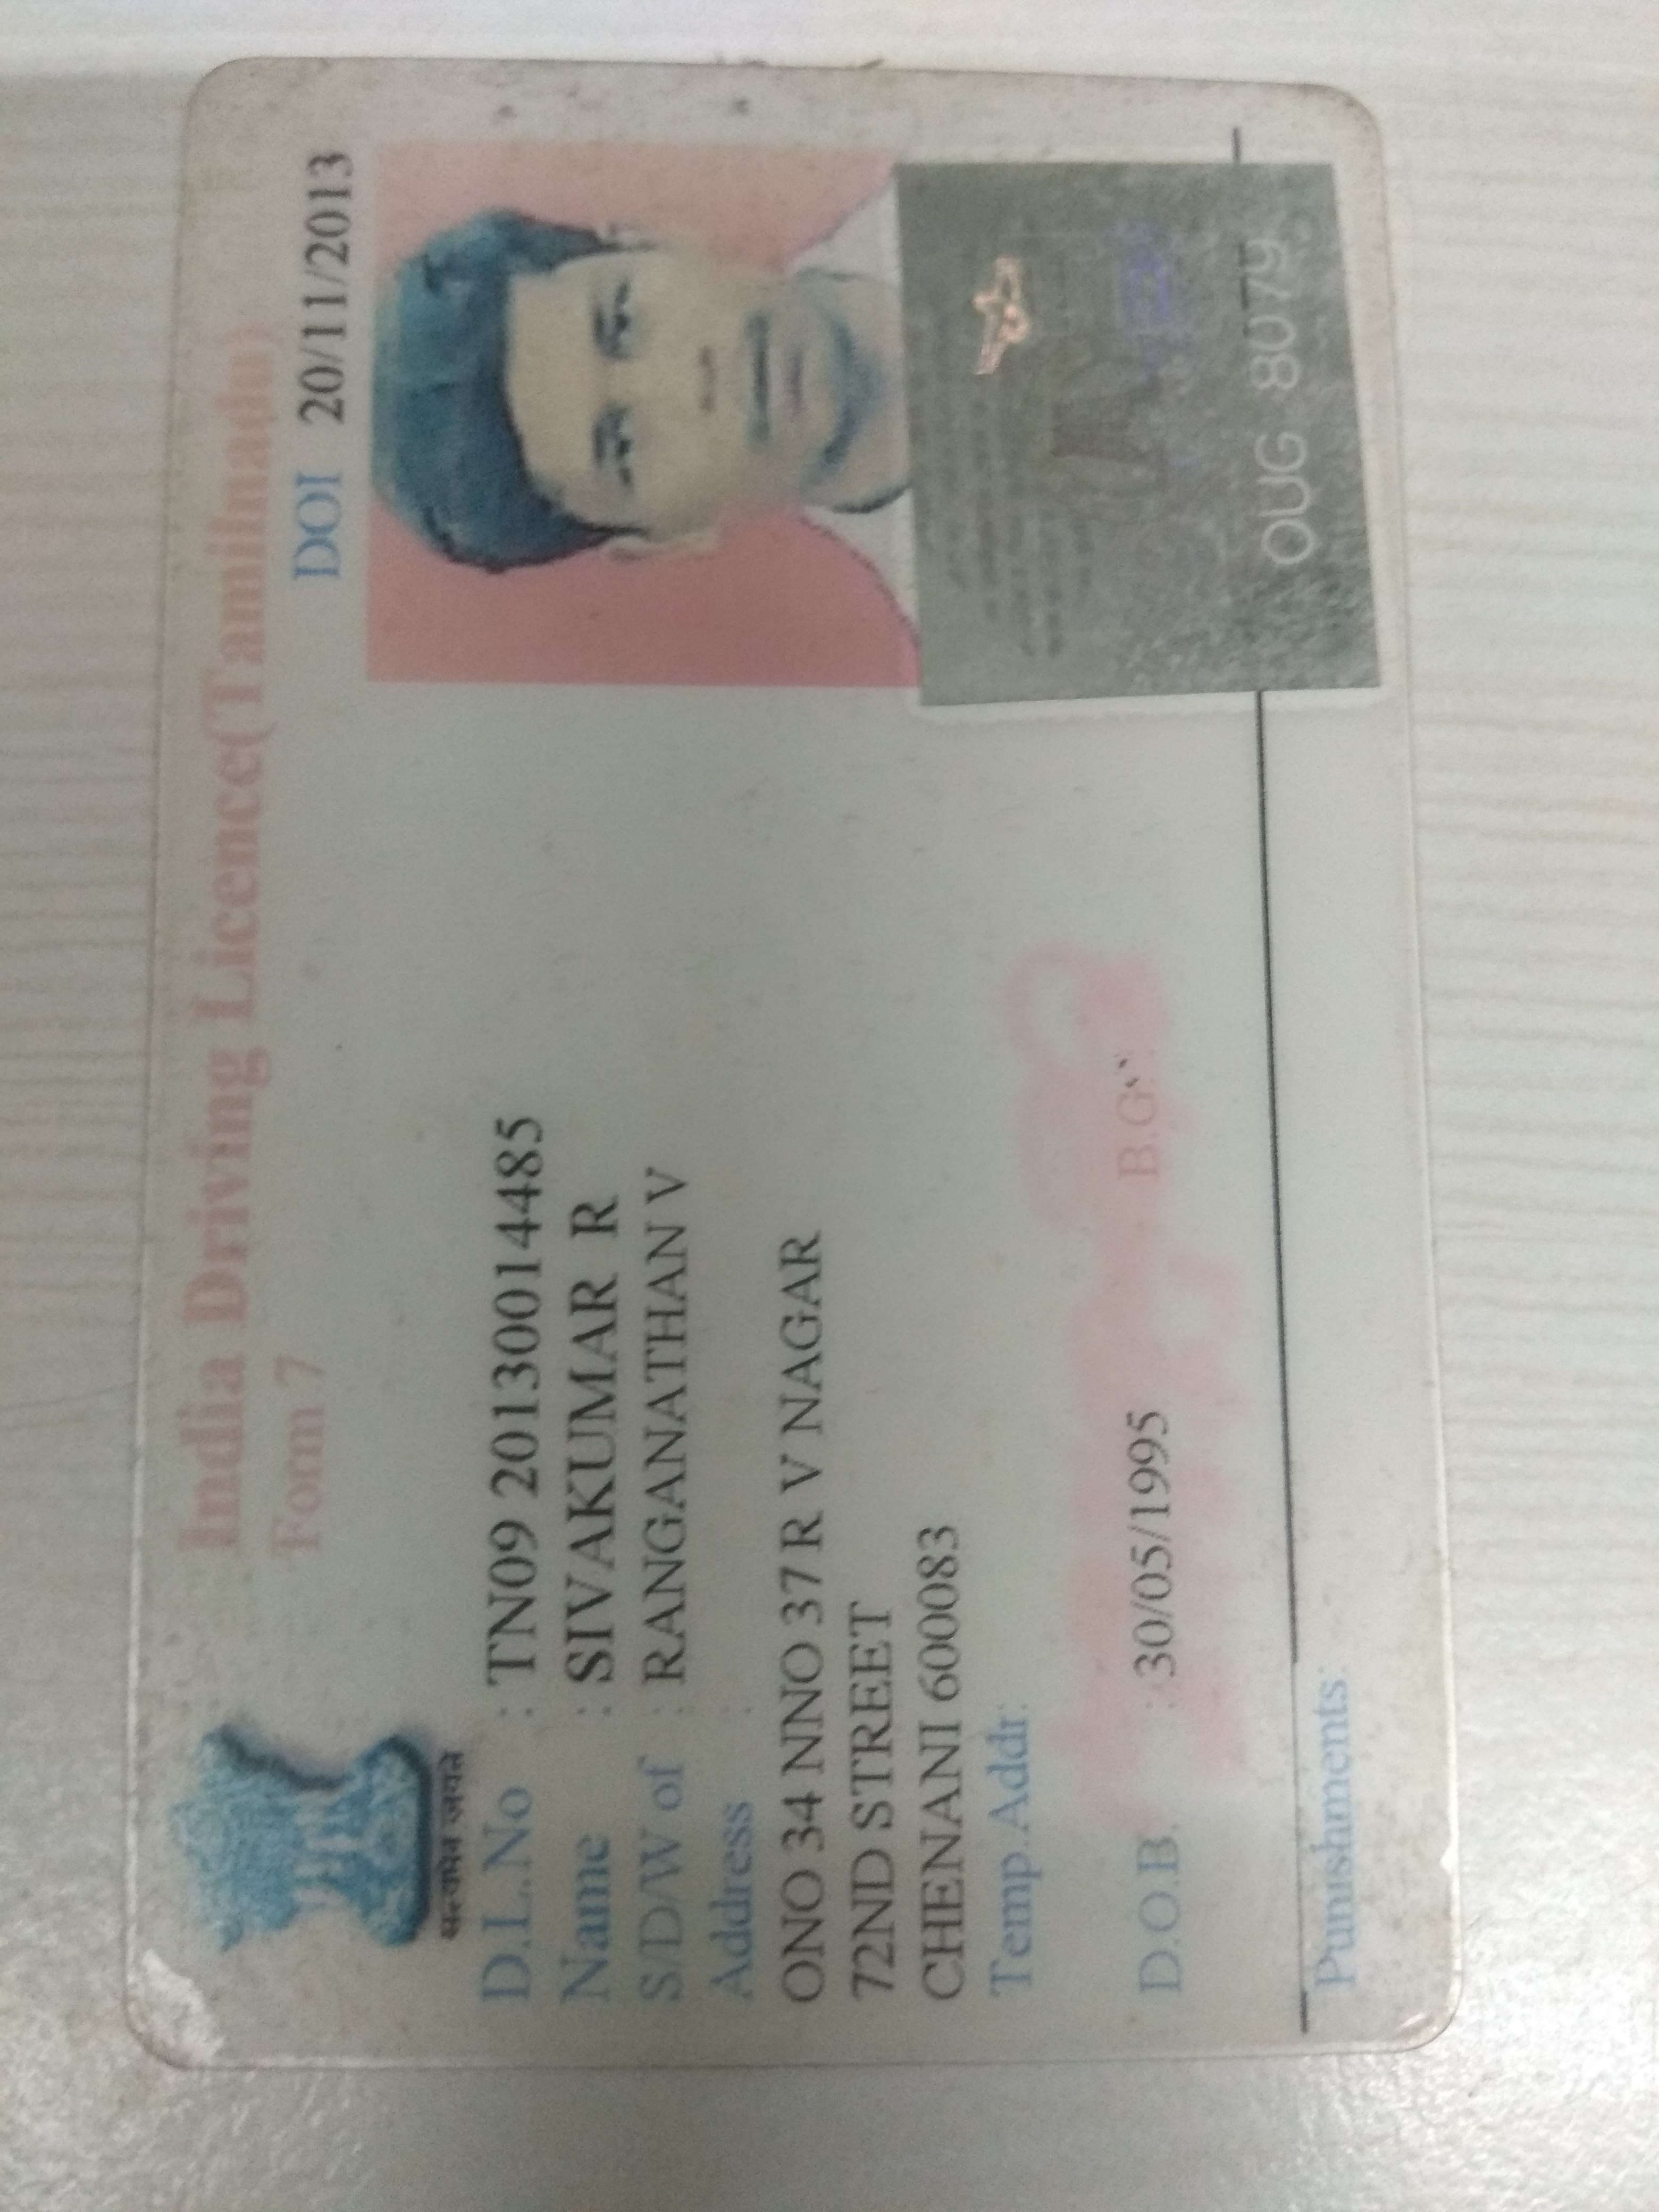 India Driving Licence(Tamilnadu)
Form 7
DOI 20/11/2013
सत्यमेव जयते
D.L.No : TN09 20130014485
Name : SIVAKUMAR R
S/D/W of : RANGANATHAN V
Address :
ONO 34 NNO 37 R V NAGAR
72ND STREET
CHENANI 600083
Temp.Addr:
D.O.B. : 30/05/1995 B.G
OUG 8079
Punishments: